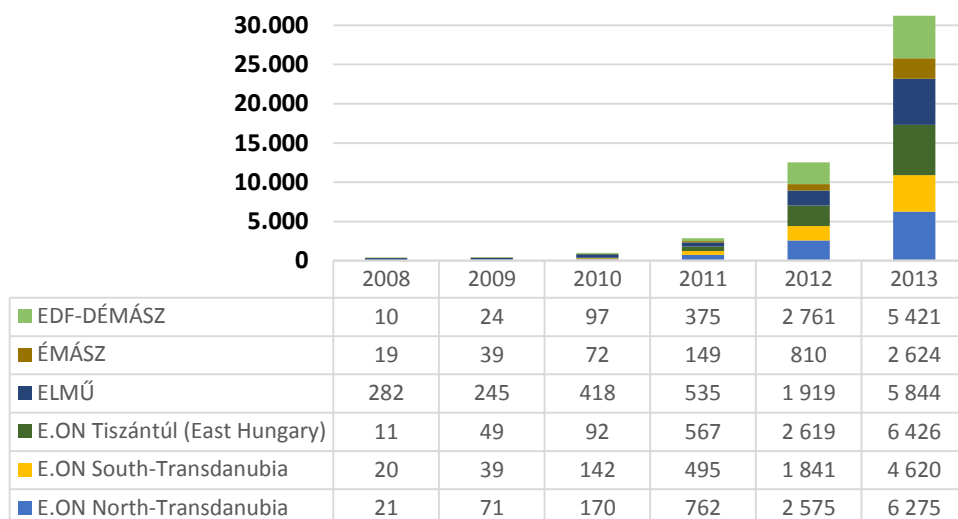 30.000
25.000
20.000
15.000
10.000
5.000
0
2008 2009 2010 2011 2012 2013
EDF-DÉMÁSZ 10 24 97 375 2 761 5 421
ÉMÁSZ 19 39 72 149 810 2 624
ELMŰ 282 245 418 535 1 919 5 844
E.ON Tiszántúl (East Hungary) 11 49 92 567 2 619 6 426
E.ON South-Transdanubia 20 39 142 495 1 841 4 620
E.ON North-Transdanubia 21 71 170 762 2 575 6 275